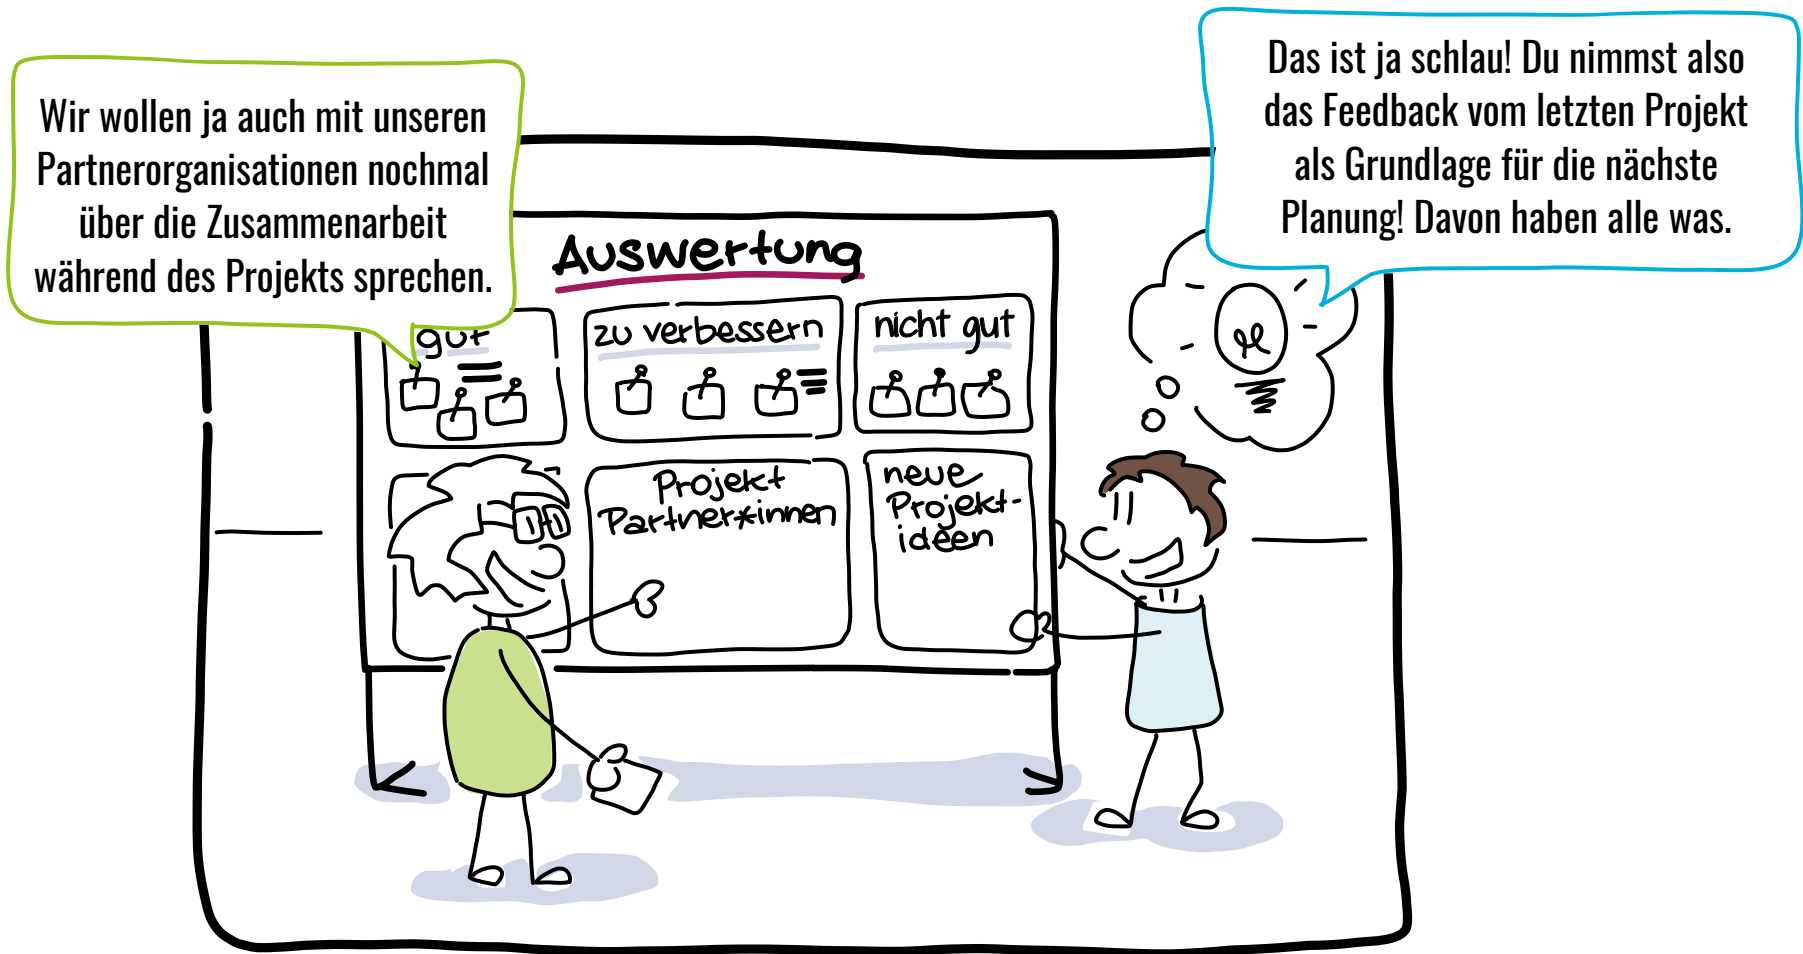 Wir wollen ja auch mit unseren
Partnerorganisationen nochmal
über die Zusammenarbeit
während des Projekts sprechen.
Das ist ja schlau! Du nimmst also
das Feedback vom letzten Projekt
als Grundlage für die nächste
Planung! Davon haben alle was.
Auswertung
gut
zu verbessern
nicht gut
Projekt
Partner*innen
neue
Projekt-
ideen